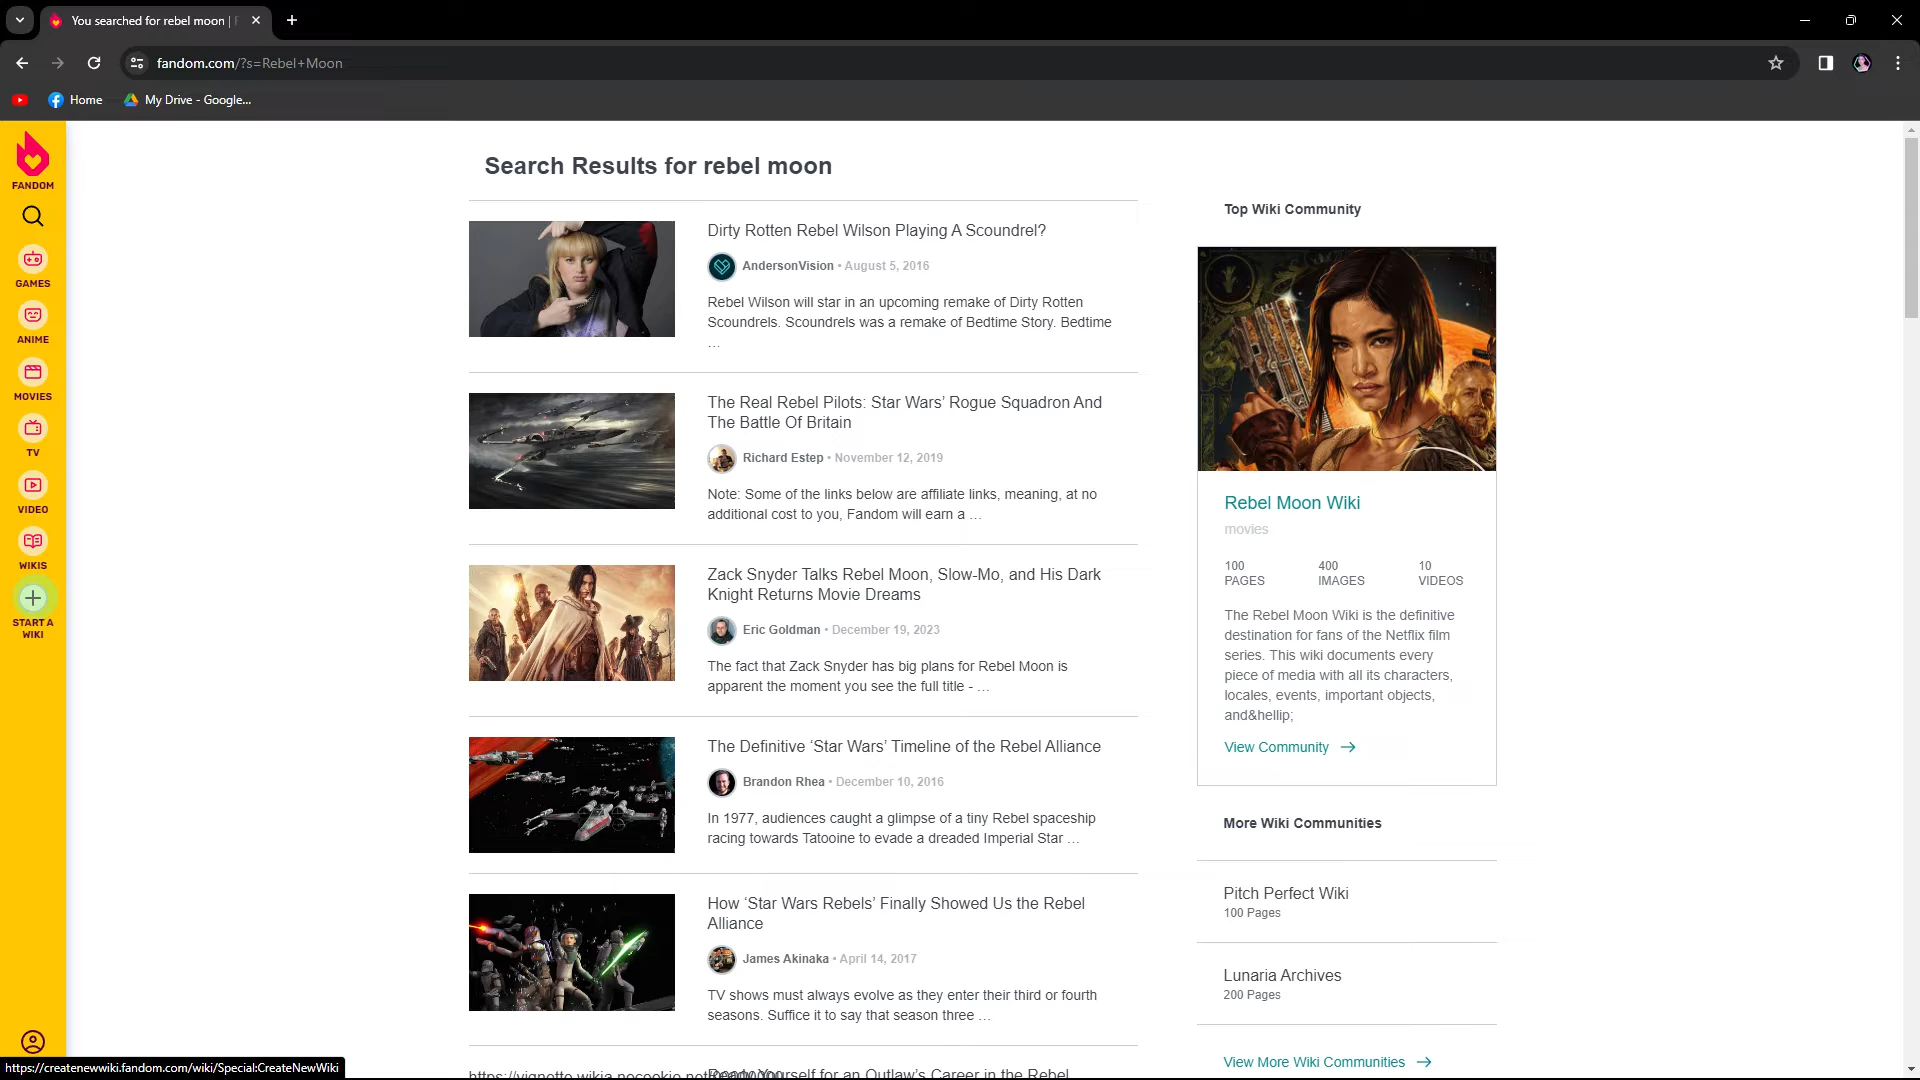 You searched for rebel moon | F
fandom.com/?s=Rebel+Moon
Home
My Drive - Google...
FANDOM
GAMES
ANIME
MOVIES
TV
VIDEO
WIKIS
START A
WIKI
Search Results for rebel moon
Dirty Rotten Rebel Wilson Playing A Scoundrel?
AndersonVision • August 5, 2016
Rebel Wilson will star in an upcoming remake of Dirty Rotten
Scoundrels. Scoundrels was a remake of Bedtime Story. Bedtime
…
The Real Rebel Pilots: Star Wars’ Rogue Squadron And
The Battle Of Britain
Richard Estep • November 12, 2019
Note: Some of the links below are affiliate links, meaning, at no
additional cost to you, Fandom will earn a …
Zack Snyder Talks Rebel Moon, Slow-Mo, and His Dark
Knight Returns Movie Dreams
Eric Goldman • December 19, 2023
The fact that Zack Snyder has big plans for Rebel Moon is
apparent the moment you see the full title - …
The Definitive ‘Star Wars’ Timeline of the Rebel Alliance
Brandon Rhea • December 10, 2016
In 1977, audiences caught a glimpse of a tiny Rebel spaceship
racing towards Tatooine to evade a dreaded Imperial Star …
How ‘Star Wars Rebels’ Finally Showed Us the Rebel
Alliance
James Akinaka • April 14, 2017
TV shows must always evolve as they enter their third or fourth
seasons. Suffice it to say that season three …
Yourself for an Outlaw’s Career in the Rebel
Top Wiki Community
Rebel Moon Wiki
movies
100 400 10
PAGES IMAGES VIDEOS
The Rebel Moon Wiki is the definitive
destination for fans of the Netflix film
series. This wiki documents every
piece of media with all its characters,
locales, events, important objects,
and&hellip;
View Community
More Wiki Communities
Pitch Perfect Wiki
100 Pages
Lunaria Archives
200 Pages
View More Wiki Communities
https://createnewwiki.fandom.com/wiki/Special:CreateNewWiki